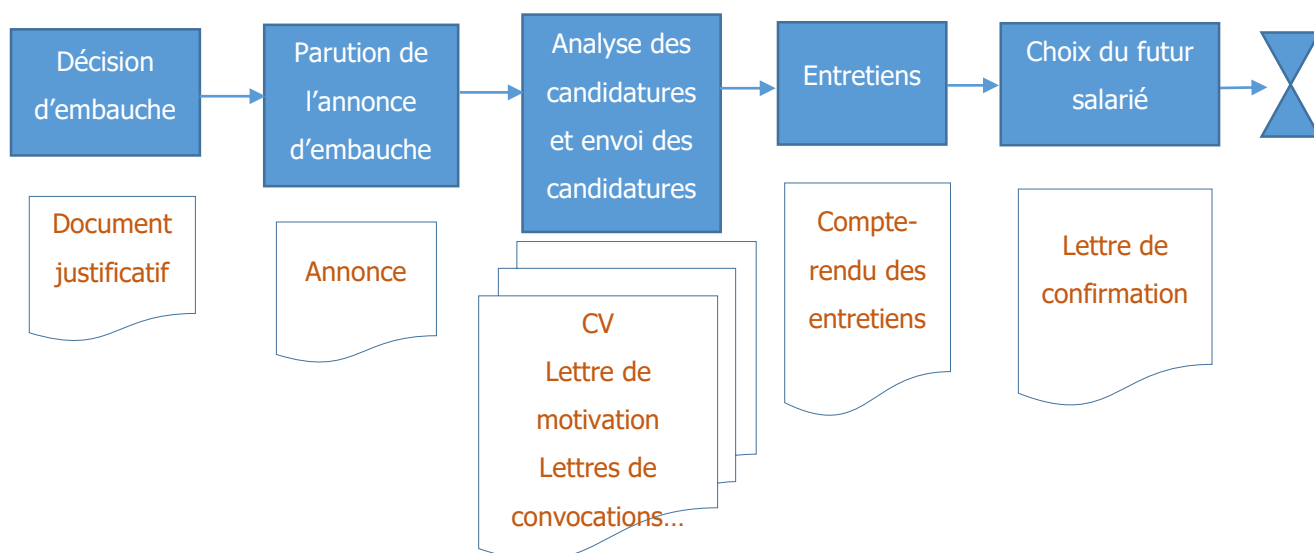 Décision
d'embauche
Parution de
l'annonce
d'embauche
Analyse des
candidatures
et envoi des
candidatures
Entretiens
Choix du futur
salarié
Document
justificatif
Annonce
CV
Lettre de
motivation
Lettres de
convocations…
Compte-
rendu des
entretiens
Lettre de
confirmation